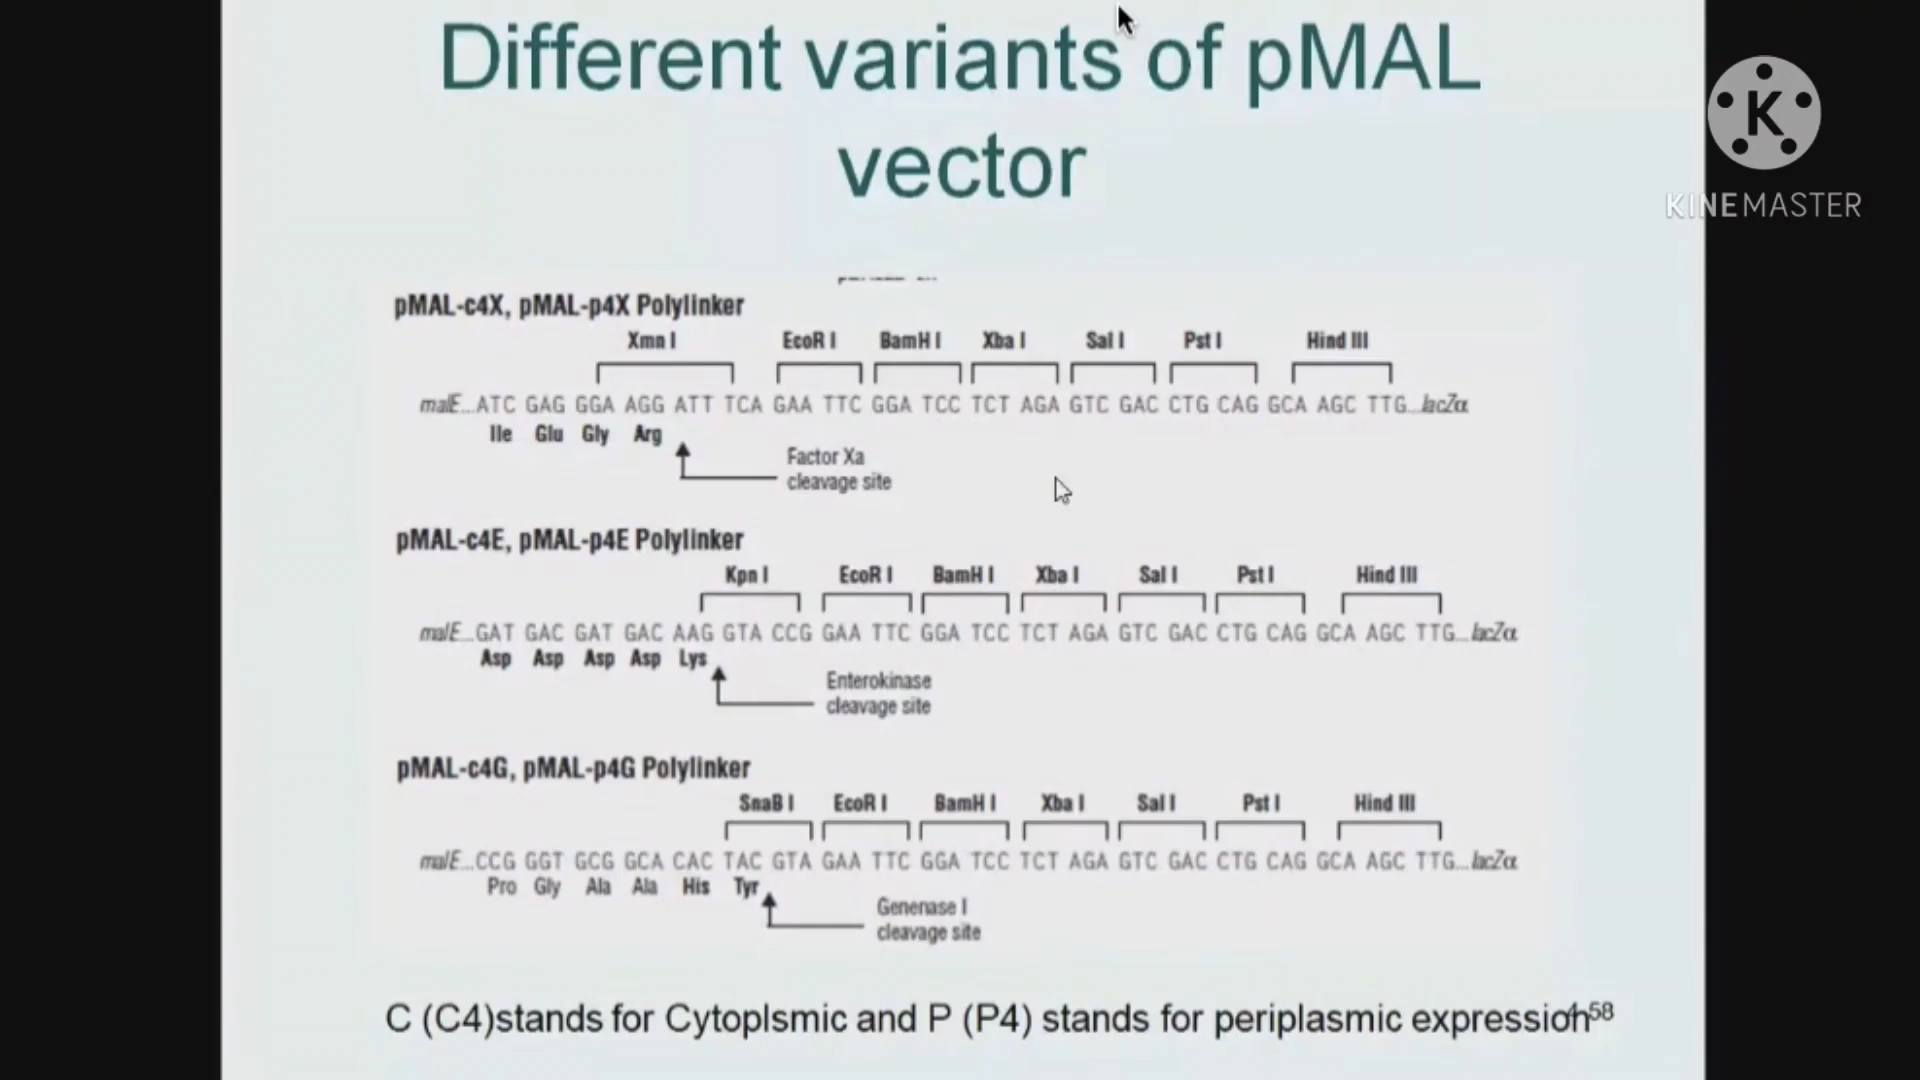 Different variants of pMAL
vector
K
KINEMASTER
pMAL-c4X, pMAL-p4X Polylinker
Xmn I EcoR I BamH I Xba I Sal I Pst I Hind III
malE...ATC GAG GGA AGG ATT TCA GAA TTC GGA TCC TCT AGA GTC GAC CTG CAG GCA AGC TTG...lacZα
Ile Glu Gly Arg
Factor Xa
cleavage site
pMAL-c4E, pMAL-p4E Polylinker
Kpn I EcoR I BamH I Xba I Sal I Pst I Hind III
malE...GAT GAC GAT GAC AAG GTA CCG GAA TTC GGA TCC TCT AGA GTC GAC CTG CAG GCA AGC TTG...lacZα
Asp Asp Asp Asp Lys
Enterokinase
cleavage site
pMAL-c4G, pMAL-p4G Polylinker
SnaB I EcoR I BamH I Xba I Sal I Pst I Hind III
malE...CCG GGT GCG GCA CAC TAC GTA GAA TTC GGA TCC TCT AGA GTC GAC CTG CAG GCA AGC TTG...lacZα
Pro Gly Ala Ala His Tyr
Genenase I
cleavage site
C (C4)stands for Cytoplsmic and P (P4) stands for periplasmic expression
4-58